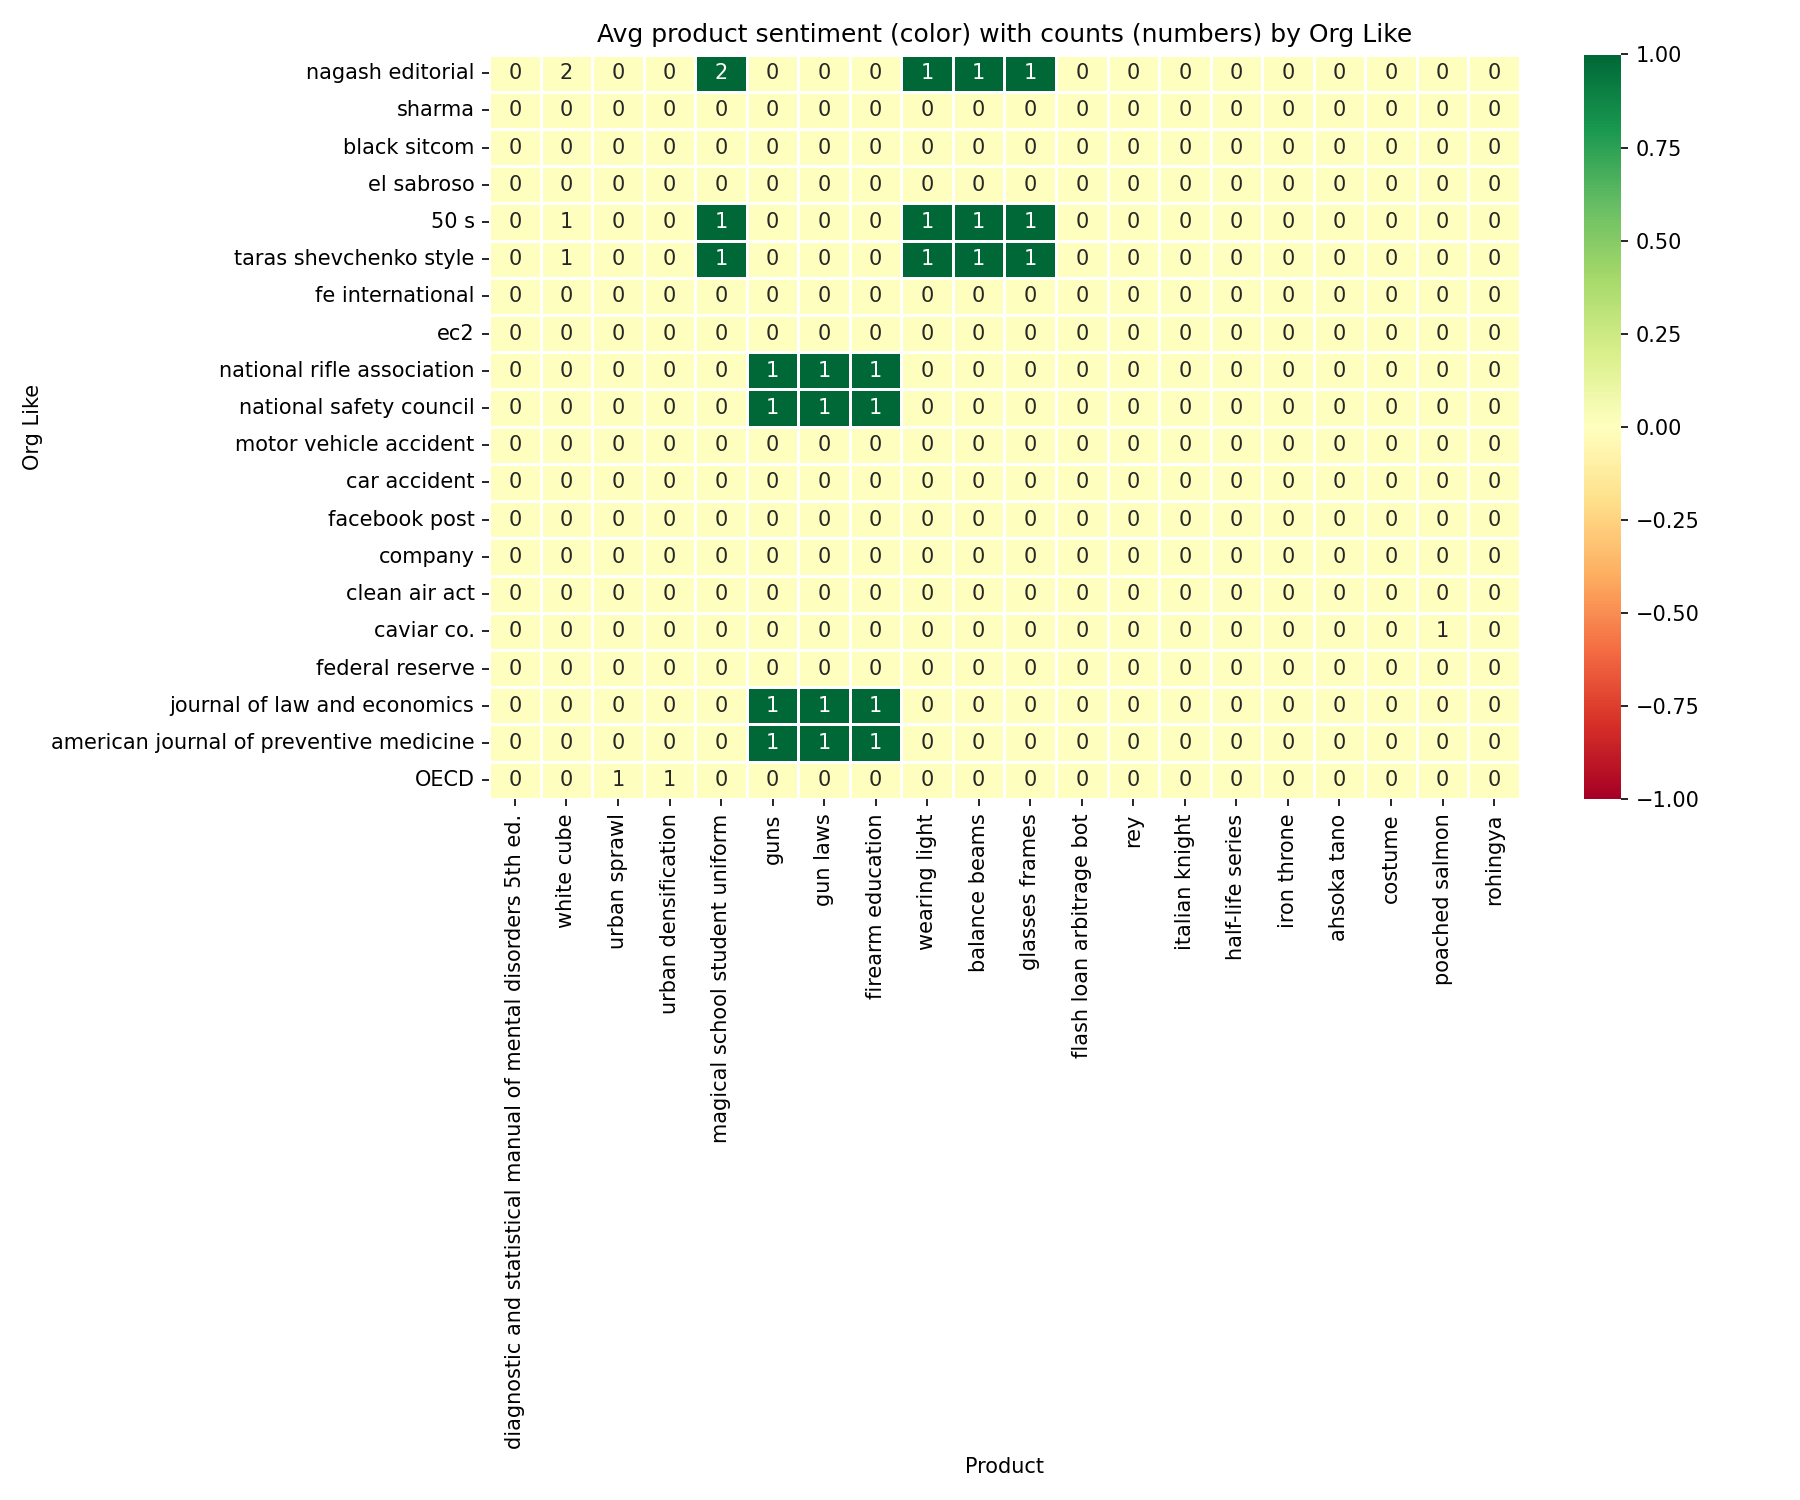 Avg product sentiment (color) with counts (numbers) by Org Like
nagash editorial 0 2 0 0 2 0 0 0 1 1 1 0 0 0 0 0 0 0 0 0
sharma 0 0 0 0 0 0 0 0 0 0 0 0 0 0 0 0 0 0 0 0
black sitcom 0 0 0 0 0 0 0 0 0 0 0 0 0 0 0 0 0 0 0 0
el sabroso 0 0 0 0 0 0 0 0 0 0 0 0 0 0 0 0 0 0 0 0
50 s 0 1 0 0 1 0 0 0 1 1 1 0 0 0 0 0 0 0 0 0
taras shevchenko style 0 1 0 0 1 0 0 0 1 1 1 0 0 0 0 0 0 0 0 0
fe international 0 0 0 0 0 0 0 0 0 0 0 0 0 0 0 0 0 0 0 0
ec2 0 0 0 0 0 0 0 0 0 0 0 0 0 0 0 0 0 0 0 0
national rifle association 0 0 0 0 0 1 1 1 0 0 0 0 0 0 0 0 0 0 0 0
national safety council 0 0 0 0 0 1 1 1 0 0 0 0 0 0 0 0 0 0 0 0
motor vehicle accident 0 0 0 0 0 0 0 0 0 0 0 0 0 0 0 0 0 0 0 0
car accident 0 0 0 0 0 0 0 0 0 0 0 0 0 0 0 0 0 0 0 0
facebook post 0 0 0 0 0 0 0 0 0 0 0 0 0 0 0 0 0 0 0 0
company 0 0 0 0 0 0 0 0 0 0 0 0 0 0 0 0 0 0 0 0
clean air act 0 0 0 0 0 0 0 0 0 0 0 0 0 0 0 0 0 0 0 0
caviar co. 0 0 0 0 0 0 0 0 0 0 0 0 0 0 0 0 0 0 1 0
federal reserve 0 0 0 0 0 0 0 0 0 0 0 0 0 0 0 0 0 0 0 0
journal of law and economics 0 0 0 0 0 1 1 1 0 0 0 0 0 0 0 0 0 0 0 0
american journal of preventive medicine 0 0 0 0 0 1 1 1 0 0 0 0 0 0 0 0 0 0 0 0
OECD 0 0 1 1 0 0 0 0 0 0 0 0 0 0 0 0 0 0 0 0
Org Like
diagnostic and statistical manual of mental disorders 5th ed.
white cube
urban sprawl
urban densification
magical school student uniform
guns
gun laws
firearm education
wearing light
balance beams
glasses frames
flash loan arbitrage bot
rey
italian knight
half-life series
iron throne
ahsoka tano
costume
poached salmon
rohingya
Product
1.00
0.75
0.50
0.25
0.00
−0.25
−0.50
−0.75
−1.00